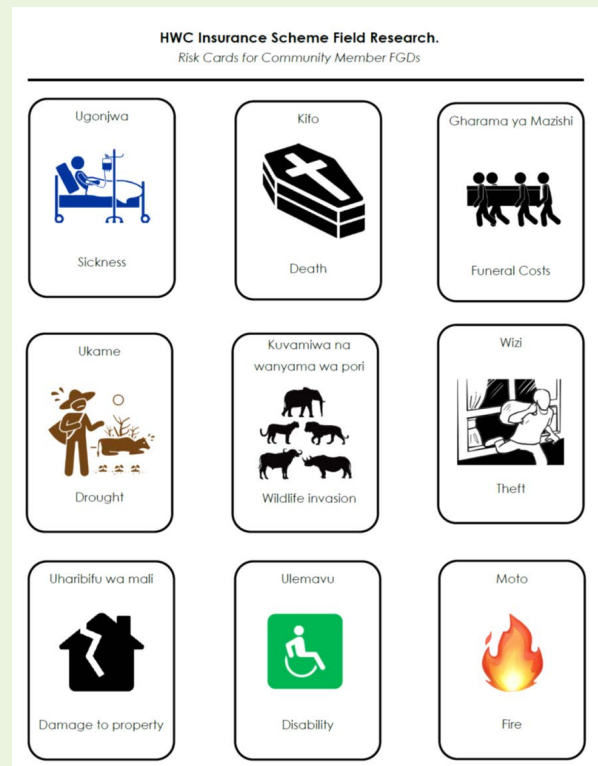 HWC Insurance Scheme Field Research.
Risk Cards for Community Member FGDs
Ugonjwa
Sickness
Kifo
Death
Gharama ya Mazishi
Funeral Costs
Ukame
Drought
Kuvamiwa na
wanyama wa pori
Wildlife invasion
Wizi
Theft
Uharibifu wa mali
Damage to property
Ulemavu
Disability
Moto
Fire